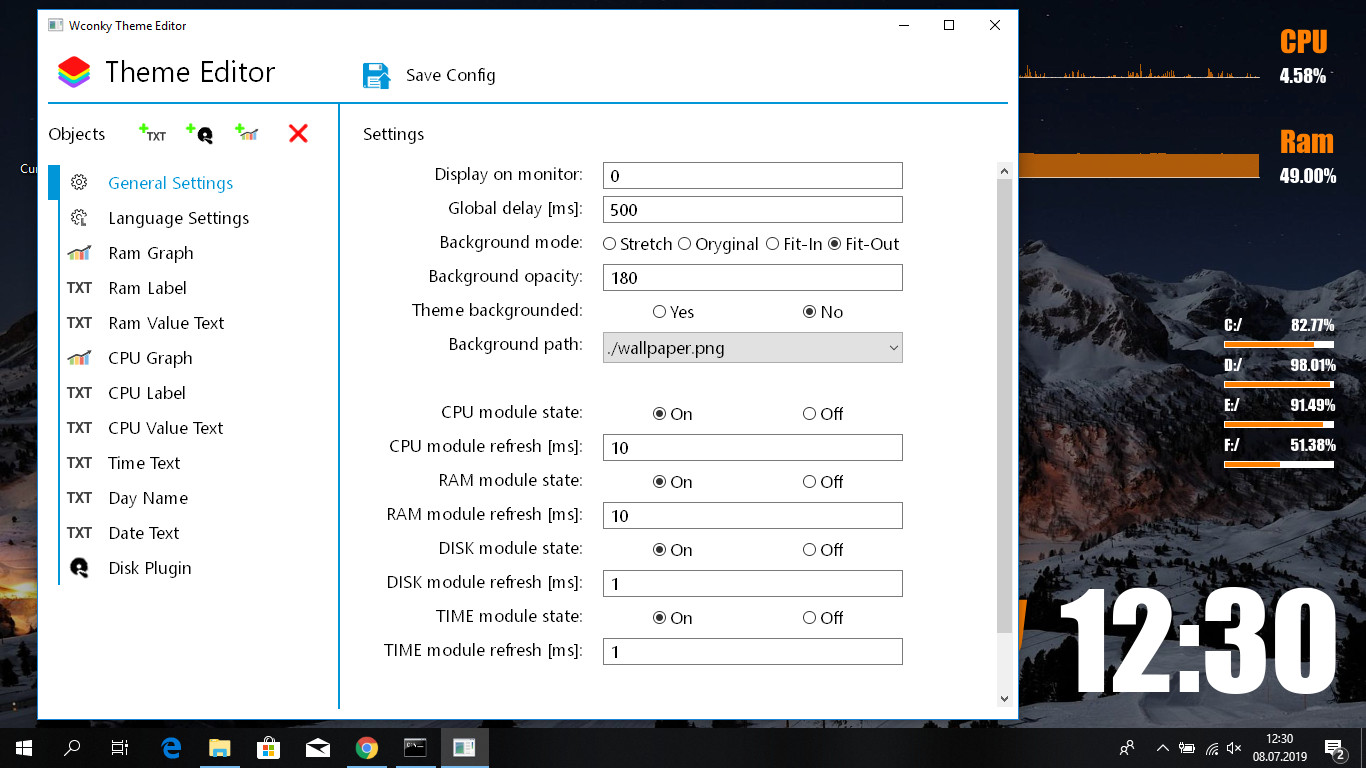 Wconky Theme Editor
Theme Editor
Save Config
Objects
TXT
Settings
General Settings
Language Settings
Ram Graph
TXT Ram Label
TXT Ram Value Text
CPU Graph
TXT CPU Label
TXT CPU Value Text
TXT Time Text
TXT Day Name
TXT Date Text
Disk Plugin
Display on monitor: 0
Global delay [ms]: 500
Background mode: Stretch Oryginal Fit-In Fit-Out
Background opacity: 180
Theme backgrounded: Yes No
Background path: ./wallpaper.png
CPU module state: On Off
CPU module refresh [ms]: 10
RAM module state: On Off
RAM module refresh [ms]: 10
DISK module state: On Off
DISK module refresh [ms]: 1
TIME module state: On Off
TIME module refresh [ms]: 1
CPU
4.58%
Ram
49.00%
C:/ 82.77%
D:/ 98.01%
E:/ 91.49%
F:/ 51.38%
12:30
12:30
08.07.2019
2